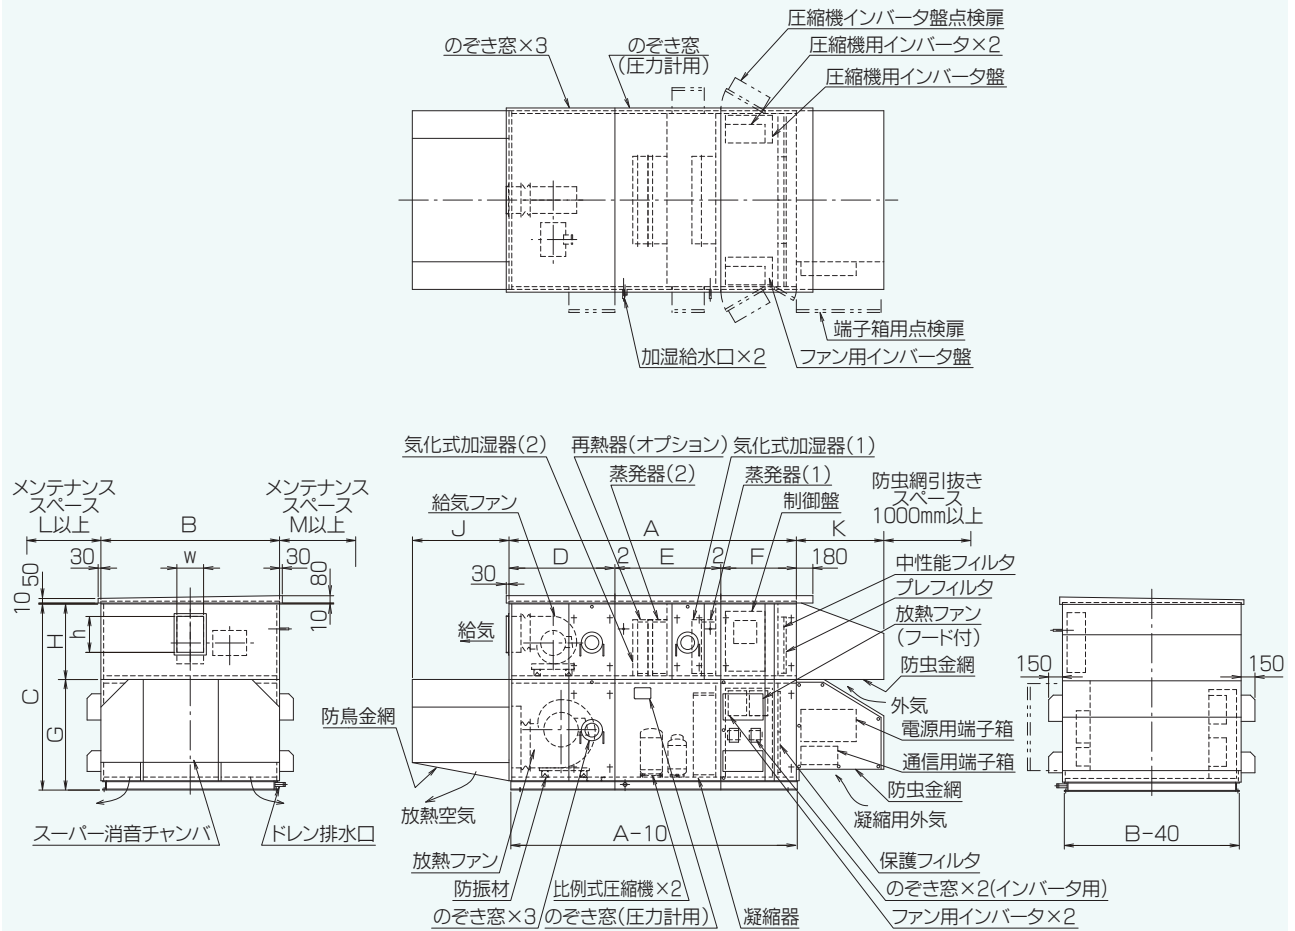 圧縮機インバータ盤点検扉
のぞき窓×3
のぞき窓
(圧力計用)
圧縮機用インバータ×2
圧縮機用インバータ盤
端子箱用点検扉
加湿給水口×2
ファン用インバータ盤
気化式加湿器(2)
再熱器(オプション)
気化式加湿器(1)
蒸発器(2)
蒸発器(1)
防虫網引抜き
スペース
1000mm以上
メンテナンス
スペース
L以上
メンテナンス
スペース
M以上
給気ファン
制御盤
B
J
A
K
30
w
30
D
2
E
2
F
180
50
10
80
10
30
H
h
C
G
中性能フィルタ
プレフィルタ
放熱ファン
(フード付)
給気
防虫金網
150
150
外気
防鳥金網
電源用端子箱
通信用端子箱
防虫金網
放熱空気
凝縮用外気
スーパー消音チャンバ
ドレン排水口
A-10
B-40
放熱ファン
保護フィルタ
防振材
比例式圧縮機×2
のぞき窓×2(インバータ用)
のぞき窓×3
のぞき窓(圧力計用)
凝縮器
ファン用インバータ×2